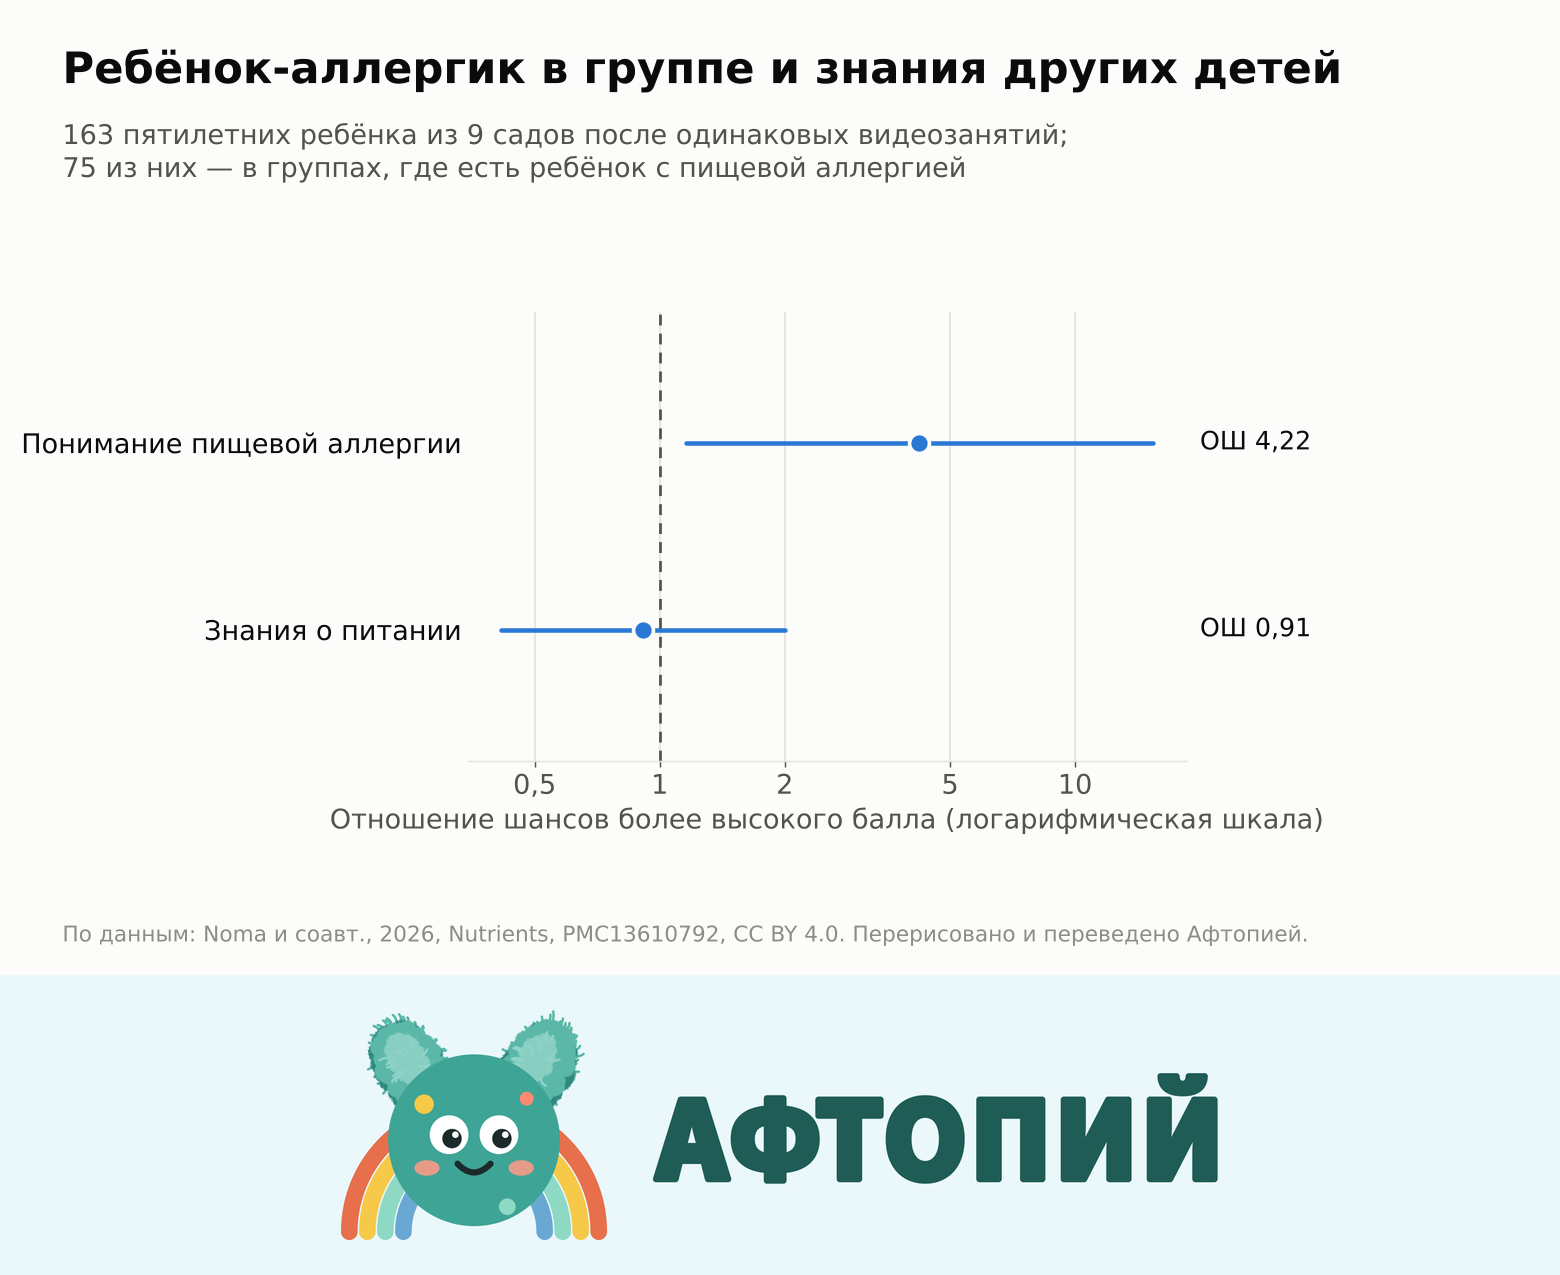 Ребёнок-аллергик в группе и знания других детей
163 пятилетних ребёнка из 9 садов после одинаковых видеозанятий;
75 из них — в группах, где есть ребёнок с пищевой аллергией
Понимание пищевой аллергии
ОШ 4,22
Знания о питании
ОШ 0,91
0,5 1 2 5 10
Отношение шансов более высокого балла (логарифмическая шкала)
По данным: Noma и соавт., 2026, Nutrients, PMC13610792, CC BY 4.0. Перерисовано и переведено Афтопией.
АФТОПИЙ